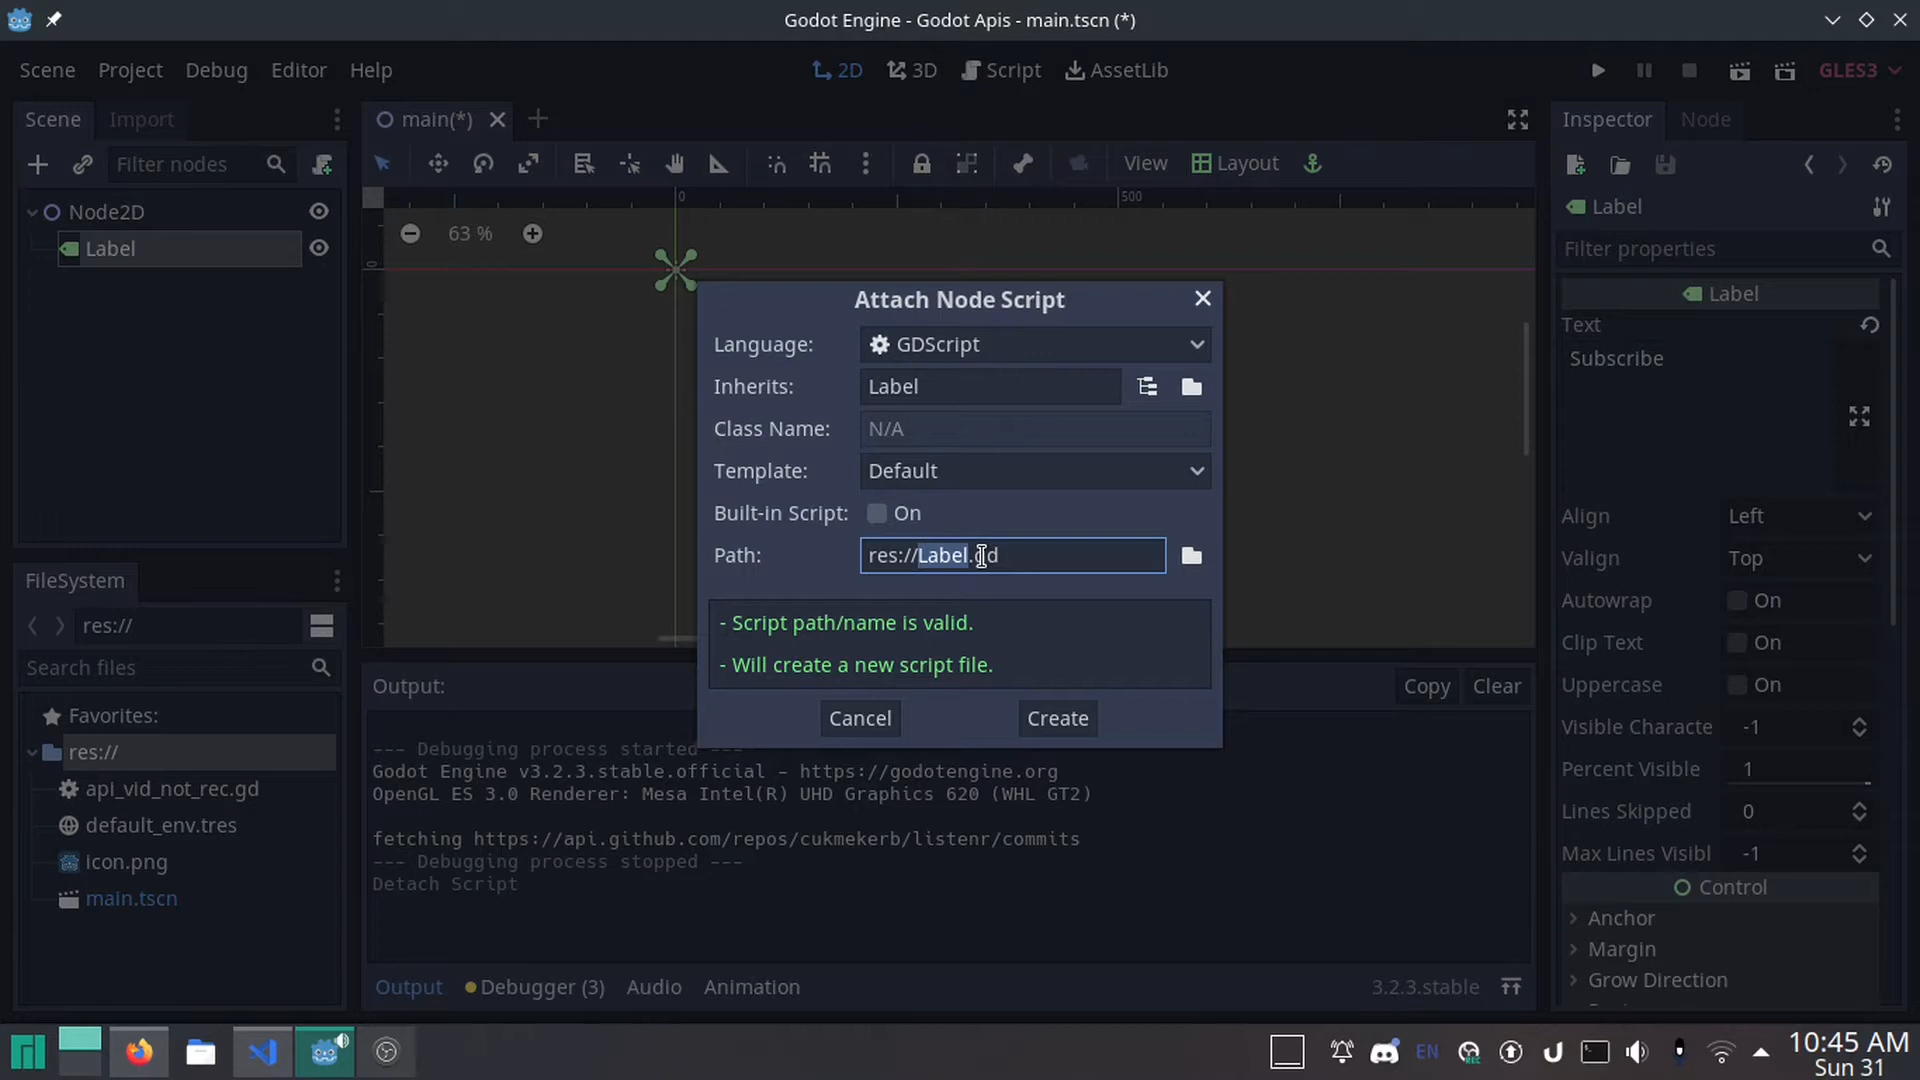 Godot Engine - Godot Apis - main.tscn (*)
Scene Project Debug Editor Help
2D 3D Script AssetLib
GLES3
Scene Import
main(*)
Inspector Node
Filter nodes
View Layout
0 500
0
Node2D
Label
63 %
Label
Filter properties
Label
Text
Subscribe
Align Left
Valign Top
Autowrap On
Clip Text On
Uppercase On
Visible Characte -1
Percent Visible 1
Lines Skipped 0
Max Lines Visibl -1
Control
Anchor
Margin
Grow Direction
Attach Node Script
Language: GDScript
Inherits: Label
Class Name: N/A
Template: Default
Built-in Script: On
Path: res://Label.gd
- Script path/name is valid.
- Will create a new script file.
Cancel Create
FileSystem
res://
Search files
Favorites:
res://
api_vid_not_rec.gd
default_env.tres
icon.png
main.tscn
Output:
Copy Clear
--- Debugging process started ---
Godot Engine v3.2.3.stable.official - https://godotengine.org
OpenGL ES 3.0 Renderer: Mesa Intel(R) UHD Graphics 620 (WHL GT2)
fetching https://api.github.com/repos/cukmekerb/listenr/commits
--- Debugging process stopped ---
Detach Script
Output Debugger (3) Audio Animation
3.2.3.stable
EN
REC
10:45 AM
Sun 31